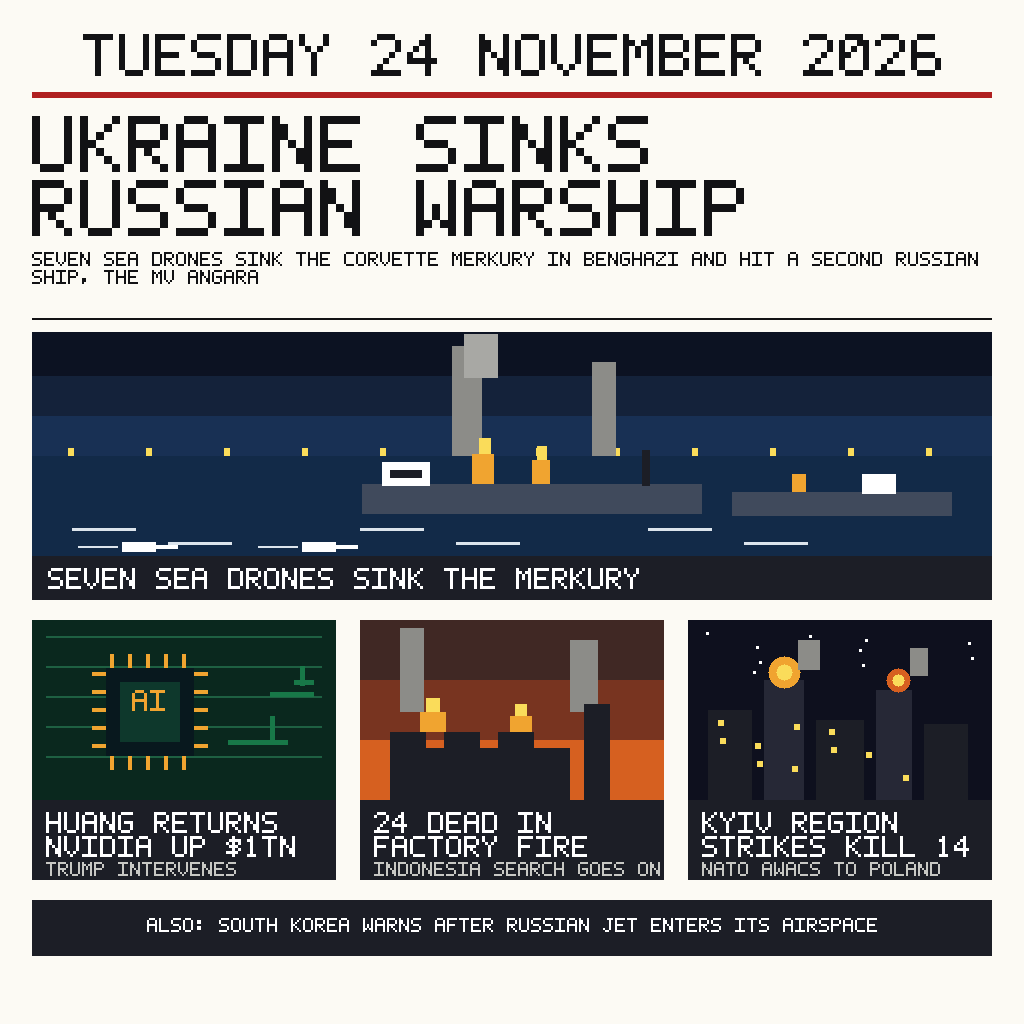 TUESDAY 24 NOVEMBER 2026
UKRAINE SINKS
RUSSIAN WARSHIP
SEVEN SEA DRONES SINK THE CORVETTE MERKURY IN BENGHAZI AND HIT A SECOND RUSSIAN
SHIP, THE MV ANGARA
SEVEN SEA DRONES SINK THE MERKURY
AI
HUANG RETURNS
NVIDIA UP $1TN
TRUMP INTERVENES
24 DEAD IN
FACTORY FIRE
INDONESIA SEARCH GOES ON
KYIV REGION
STRIKES KILL 14
NATO AWACS TO POLAND
ALSO: SOUTH KOREA WARNS AFTER RUSSIAN JET ENTERS ITS AIRSPACE